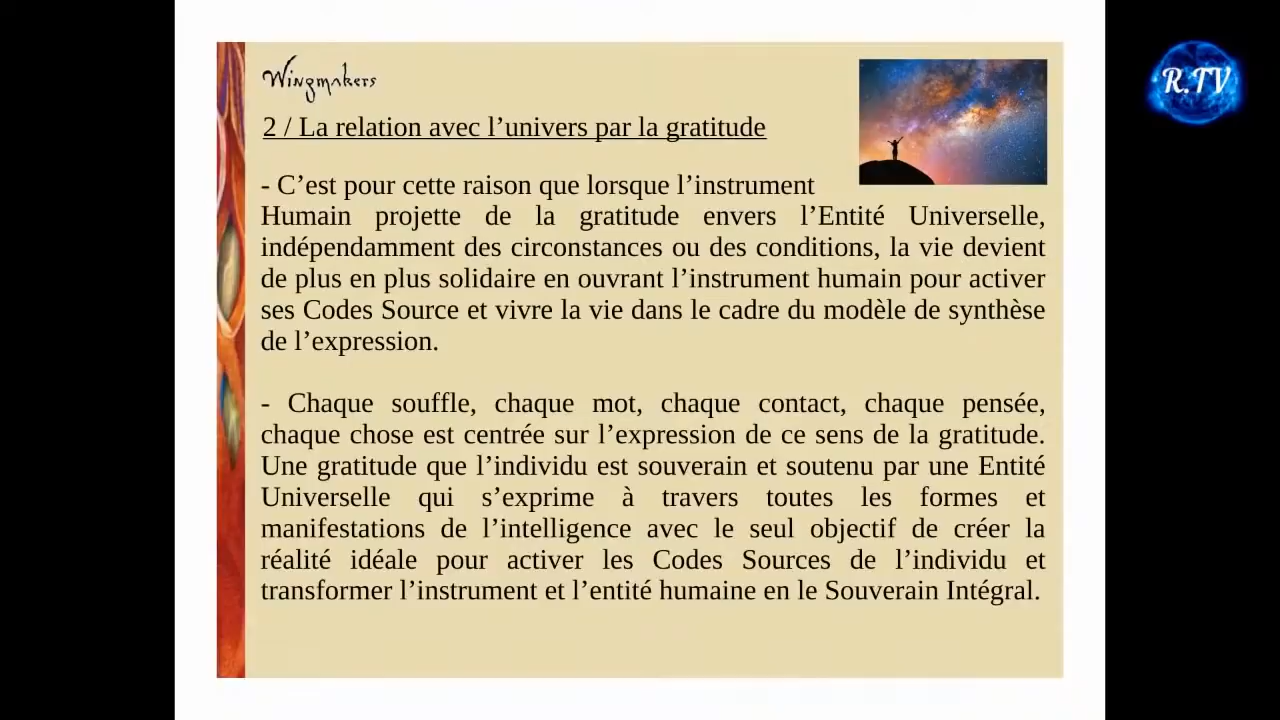 Wingmakers
R.TV
2 / La relation avec l’univers par la gratitude
- C’est pour cette raison que lorsque l’instrument
Humain projette de la gratitude envers l’Entité Universelle,
indépendamment des circonstances ou des conditions, la vie devient
de plus en plus solidaire en ouvrant l’instrument humain pour activer
ses Codes Source et vivre la vie dans le cadre du modèle de synthèse
de l’expression.
- Chaque souffle, chaque mot, chaque contact, chaque pensée,
chaque chose est centrée sur l’expression de ce sens de la gratitude.
Une gratitude que l’individu est souverain et soutenu par une Entité
Universelle qui s’exprime à travers toutes les formes et
manifestations de l’intelligence avec le seul objectif de créer la
réalité idéale pour activer les Codes Sources de l’individu et
transformer l’instrument et l’entité humaine en le Souverain Intégral.